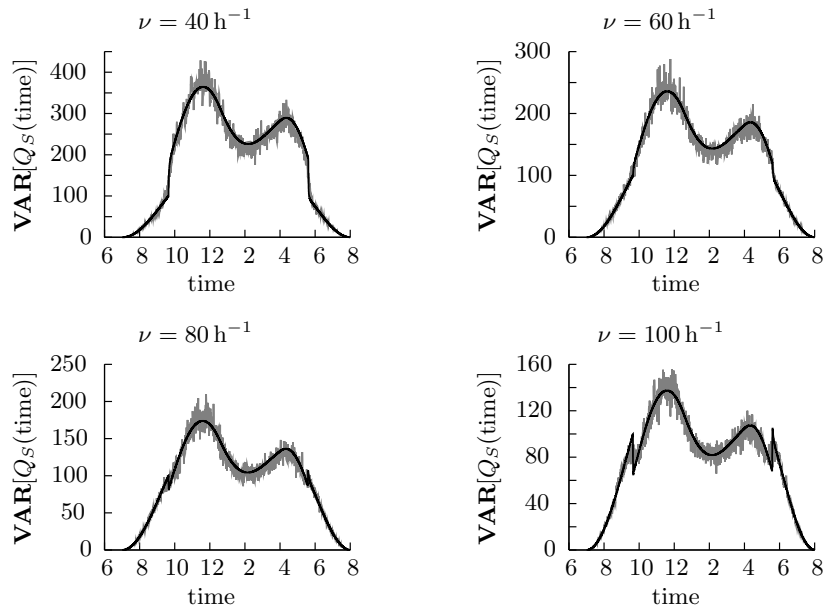 ν = 40 h⁻¹
VAR[Q_S(time)]
400
300
200
100
0
6 8 10 12 2 4 6 8
time
ν = 60 h⁻¹
VAR[Q_S(time)]
300
200
100
0
6 8 10 12 2 4 6 8
time
ν = 80 h⁻¹
VAR[Q_S(time)]
250
200
150
100
50
0
6 8 10 12 2 4 6 8
time
ν = 100 h⁻¹
VAR[Q_S(time)]
160
120
80
40
0
6 8 10 12 2 4 6 8
time